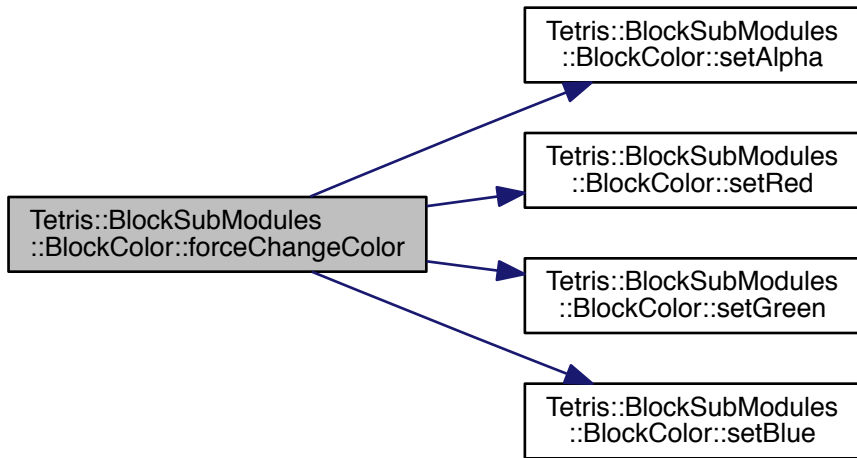 Tetris::BlockSubModules
::BlockColor::setAlpha
Tetris::BlockSubModules
::BlockColor::setRed
Tetris::BlockSubModules
::BlockColor::forceChangeColor
Tetris::BlockSubModules
::BlockColor::setGreen
Tetris::BlockSubModules
::BlockColor::setBlue